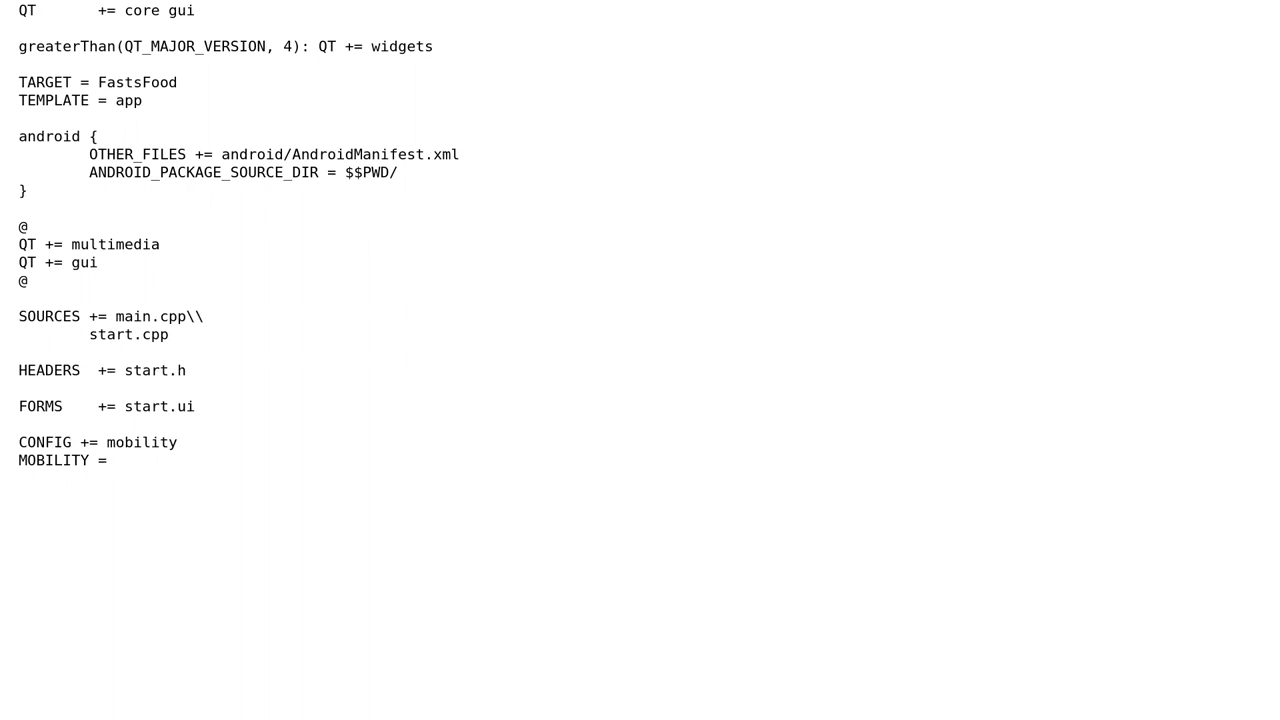 QT       += core gui

greaterThan(QT_MAJOR_VERSION, 4): QT += widgets

TARGET = FastsFood
TEMPLATE = app

android {
        OTHER_FILES += android/AndroidManifest.xml
        ANDROID_PACKAGE_SOURCE_DIR = $$PWD/
}

@
QT += multimedia
QT += gui
@

SOURCES += main.cpp\\
        start.cpp

HEADERS  += start.h

FORMS    += start.ui

CONFIG += mobility
MOBILITY =